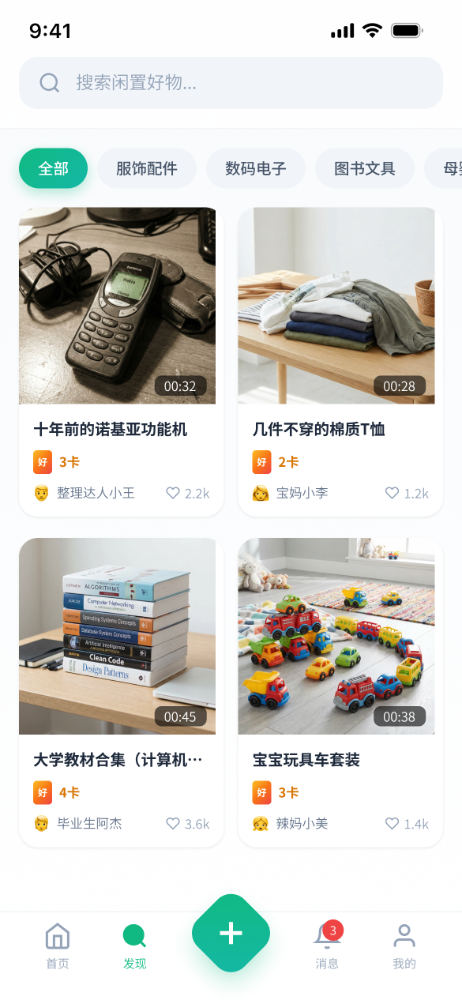 9:41
搜索闲置好物...
全部
服饰配件
数码电子
图书文具
NOKIA
Nokia
00:32
00:28
十年前的诺基亚功能机
几件不穿的棉质T恤
好 3卡
好 2卡
整理达人小王 2.2k
宝妈小李 1.2k
ALGORITHMS
Computer Networking
Operating Systems Concepts
Database System Concepts
Artificial Intelligence
A MODERN APPROACH
MARTIN
Clean Code
Design Patterns
00:45
00:38
大学教材合集（计算机…
宝宝玩具车套装
好 4卡
好 3卡
毕业生阿杰 3.6k
辣妈小美 1.4k
3
首页
发现
消息
我的